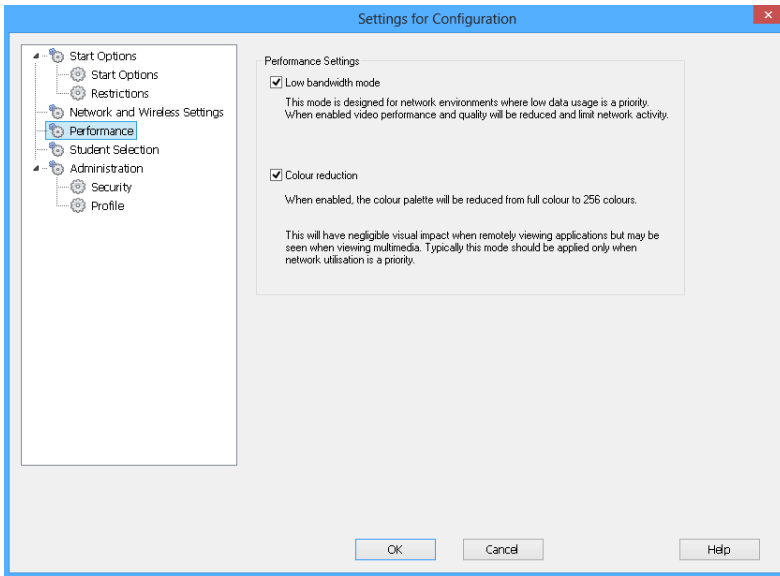 Settings for Configuration
Start Options
Start Options
Restrictions
Network and Wireless Settings
Performance
Student Selection
Administration
Security
Profile
Performance Settings
Low bandwidth mode
This mode is designed for network environments where low data usage is a priority.
When enabled video performance and quality will be reduced and limit network activity.
Colour reduction
When enabled, the colour palette will be reduced from full colour to 256 colours.
This will have negligible visual impact when remotely viewing applications but may be
seen when viewing multimedia. Typically this mode should be applied only when
network utilisation is a priority.
OK
Cancel
Help